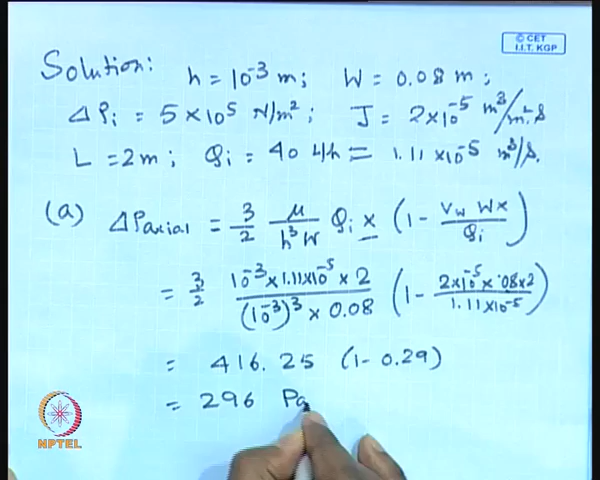 © CET
I.I.T. KGP
Solution: h = 10⁻³ m; W = 0.08 m;
ΔPi = 5×10⁵ N/m²; J = 2×10⁻⁵ m³/m².s
L = 2m; Qi = 40 L/h = 1.11×10⁻⁵ m³/s.
(a) ΔPaxial = 3/2 μ/h³W Qi x (1 - Vw Wx/Qi)
= 3/2 10⁻³×1.11×10⁻⁵×2/(10⁻³)³×0.08 (1 - 2×10⁻⁵×.08×2/1.11×10⁻⁵)
= 416.25 (1-0.29)
= 296 Pa
NPTEL